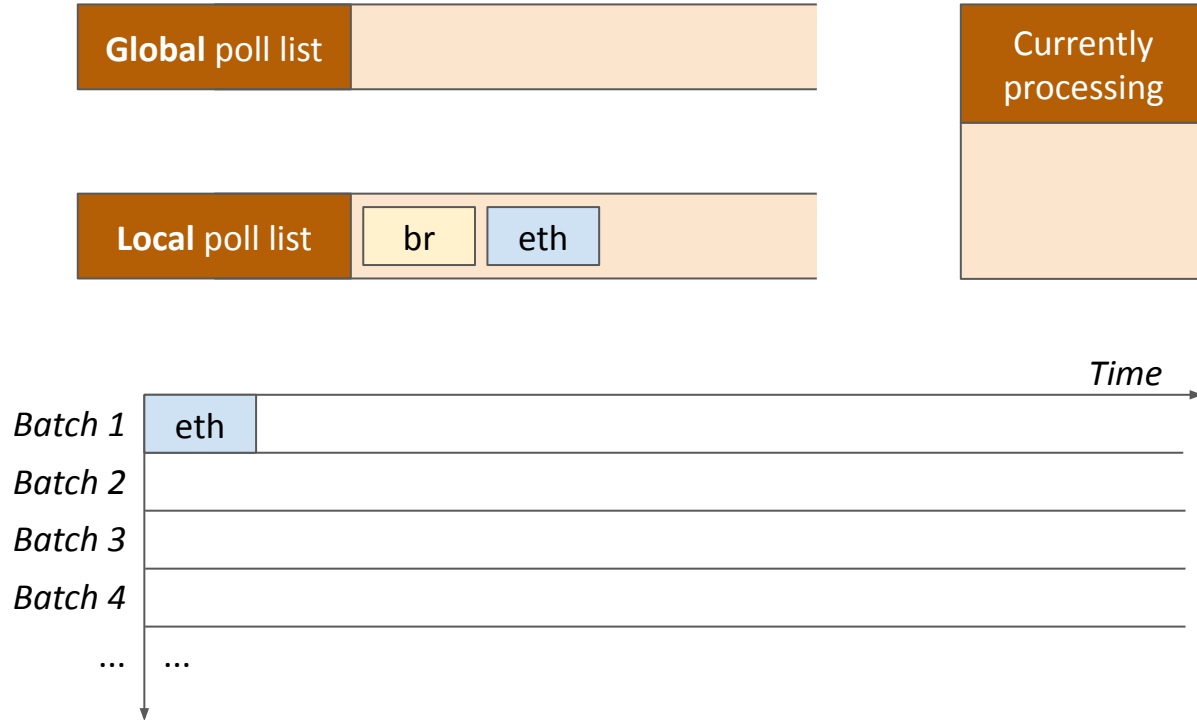 Global poll list
Currently
processing
Local poll list
br
eth
Time
Batch 1
eth
Batch 2
Batch 3
Batch 4
...
...